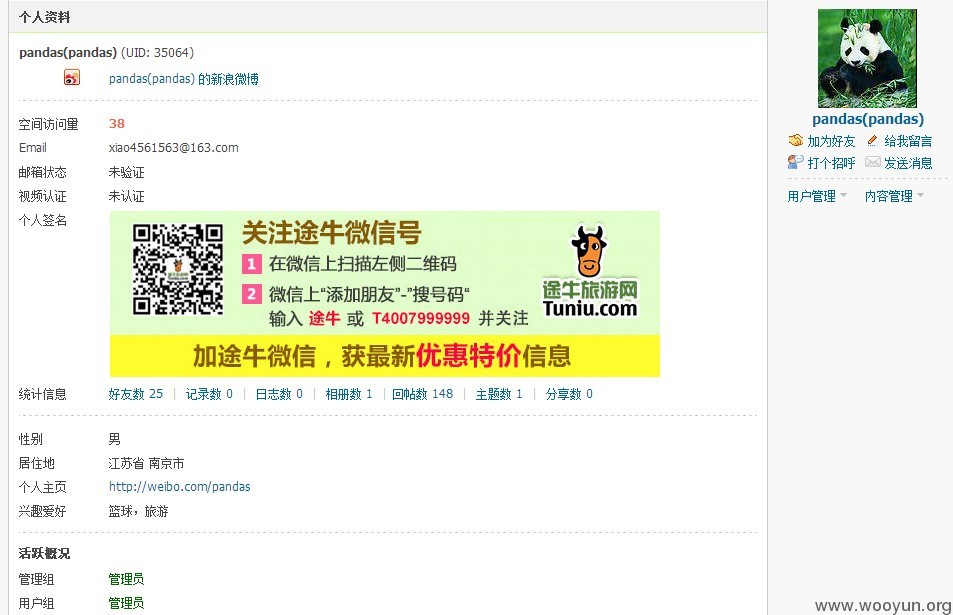 个人资料
pandas(pandas) (UID: 35064)
pandas(pandas) 的新浪微博
空间访问量 38
Email xiao4561563@163.com
邮箱状态 未验证
视频认证 未认证
个人签名
关注途牛微信号
1 在微信上扫描左侧二维码
2 微信上“添加朋友”-”搜号码“
输入 途牛 或 T4007999999 并关注
途牛旅游网
Tuniu.com
加途牛微信，获最新优惠特价信息
统计信息 好友数 25 | 记录数 0 | 日志数 0 | 相册数 1 | 回帖数 148 | 主题数 1 | 分享数 0
性别 男
居住地 江苏省 南京市
个人主页 http://weibo.com/pandas
兴趣爱好 篮球，旅游
活跃概况
管理组 管理员
用户组 管理员
pandas(pandas)
加为好友 给我留言
打个招呼 发送消息
用户管理 内容管理
www.wooyun.org